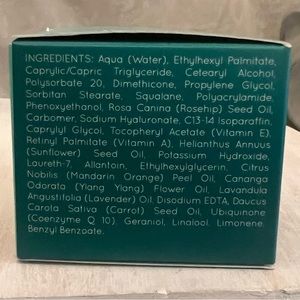 INGREDIENTS: Aqua (Water), Ethylhexyl Palmitate,
Caprylic/Capric Triglyceride, Cetearyl Alcohol,
Polysorbate 20, Dimeticone, Propylene Glycol,
Sorbitan Stearate, Squalane, Polyacrylamide,
Phenoxyethanol, Rosa Canina (Rosehip) Seed Oil,
Carbomer, Sodium Hyaluronate, C13-14 Isoparaffin,
Caprylyl Glycol, Tocopheryl Acetate (Vitamin E),
Retinyl Palmitate (Vitamin A), Helianthus Annuus
(Sunflower) Seed Oil, Potassium Hydroxide,
Laureth-7, Allantoin, Ethylhexylglycerin, Citrus
Nobilis (Mandarin Orange) Peel Oil, Cananga
Odorata (Ylang Ylang) Flower Oil, Lavandula
Angustifolia (Lavender) Oil, Disodium EDTA, Daucus
Carola Sativa (Carrot) Seed Oil, Ubiquinone
(Coenzyme Q 10), Geraniol, Linalool, Limonene,
Benzyl Benzoate.